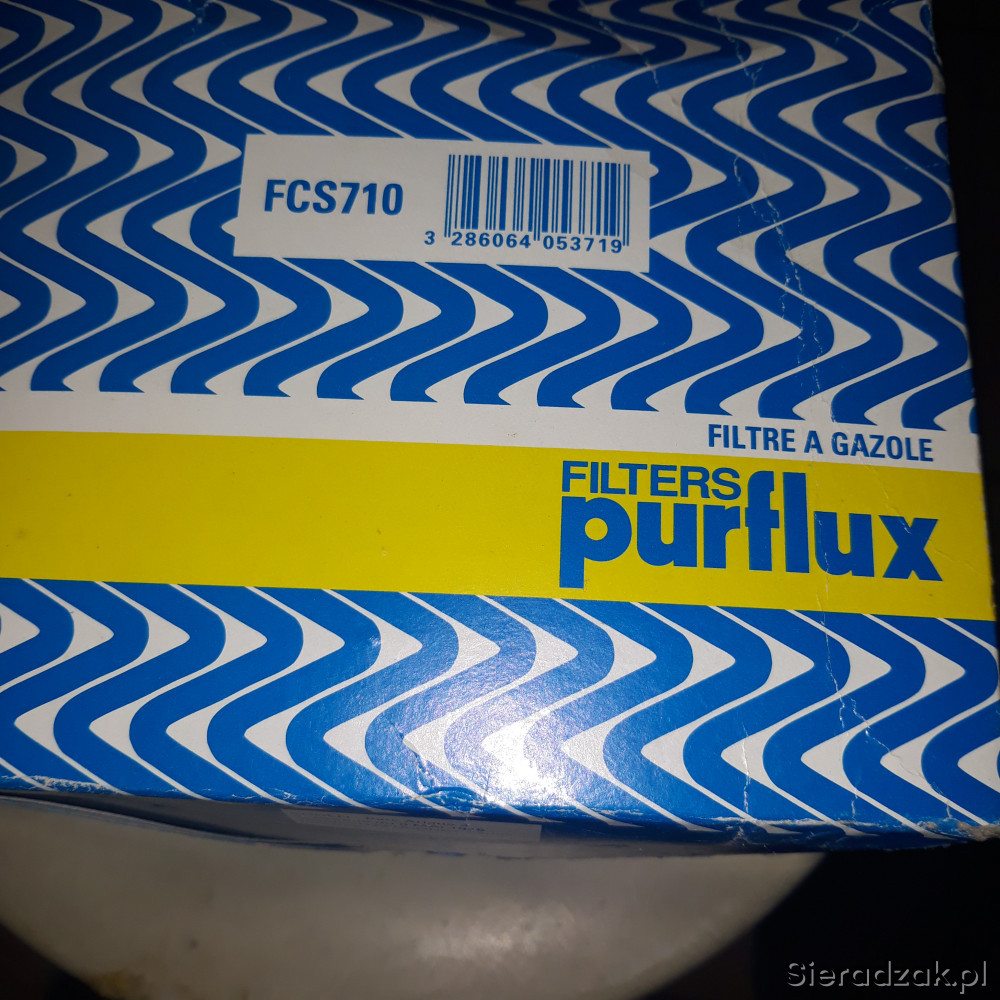 FCS710
3 286064 053719
FILTRE A GAZOLE
FILTERS
purflux
Sieradzak.pl